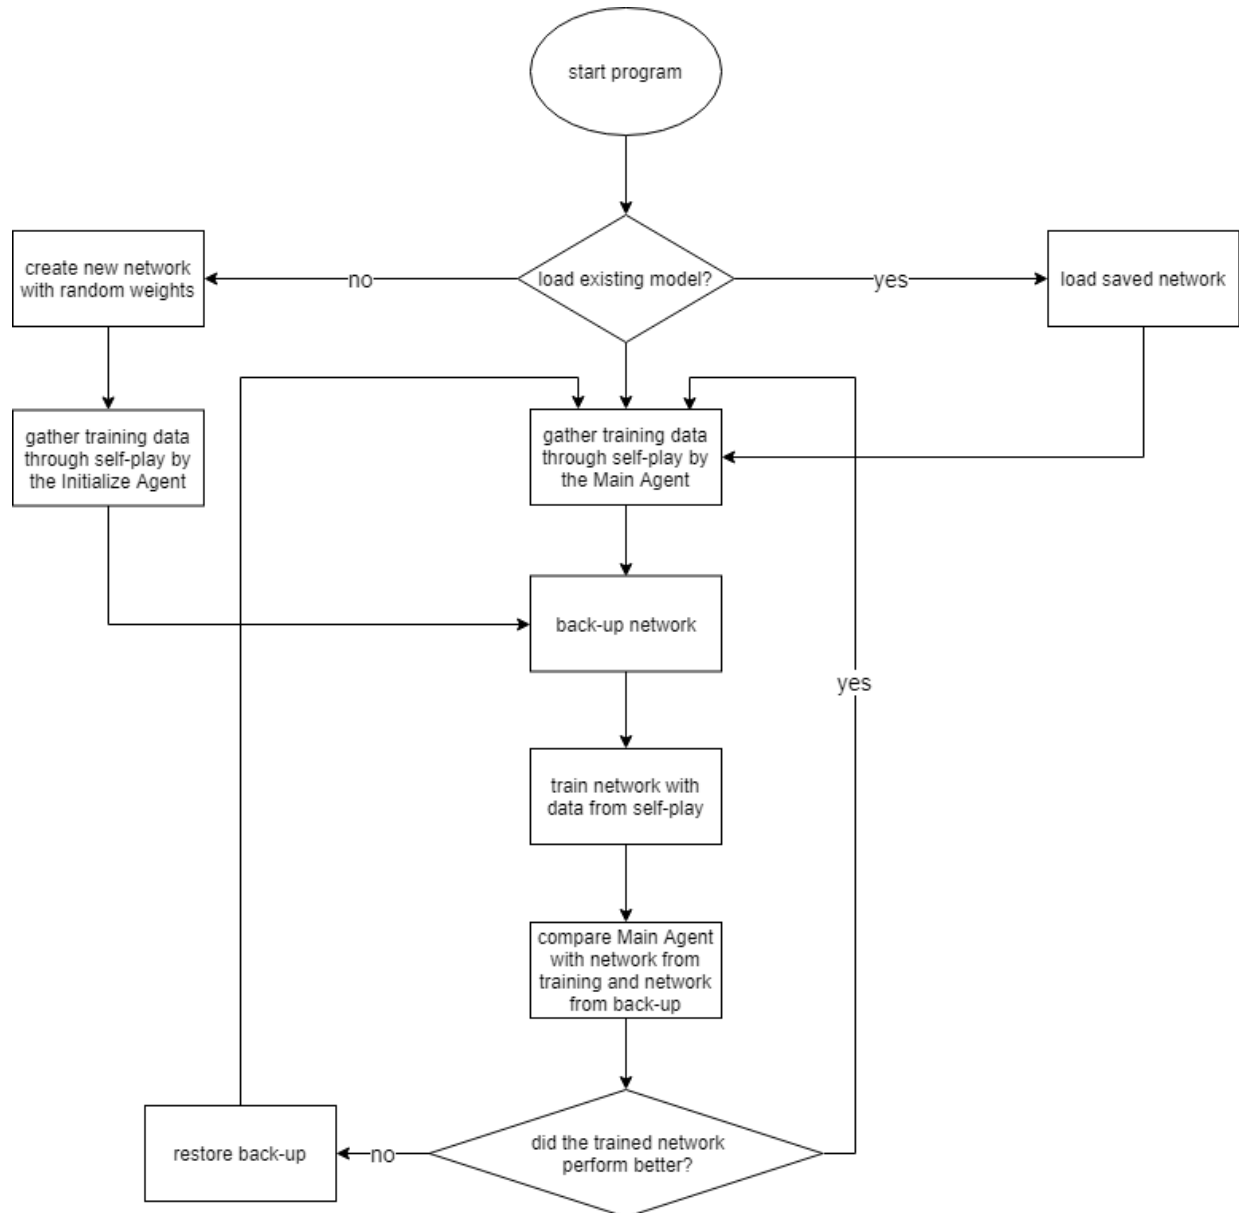 start program
create new network
with random weights
no
load existing model?
yes
load saved network
gather training data
through self-play by
the Initialize Agent
gather training data
through self-play by
the Main Agent
back-up network
yes
train network with
data from self-play
compare Main Agent
with network from
training and network
from back-up
restore back-up
no
did the trained network
perform better?